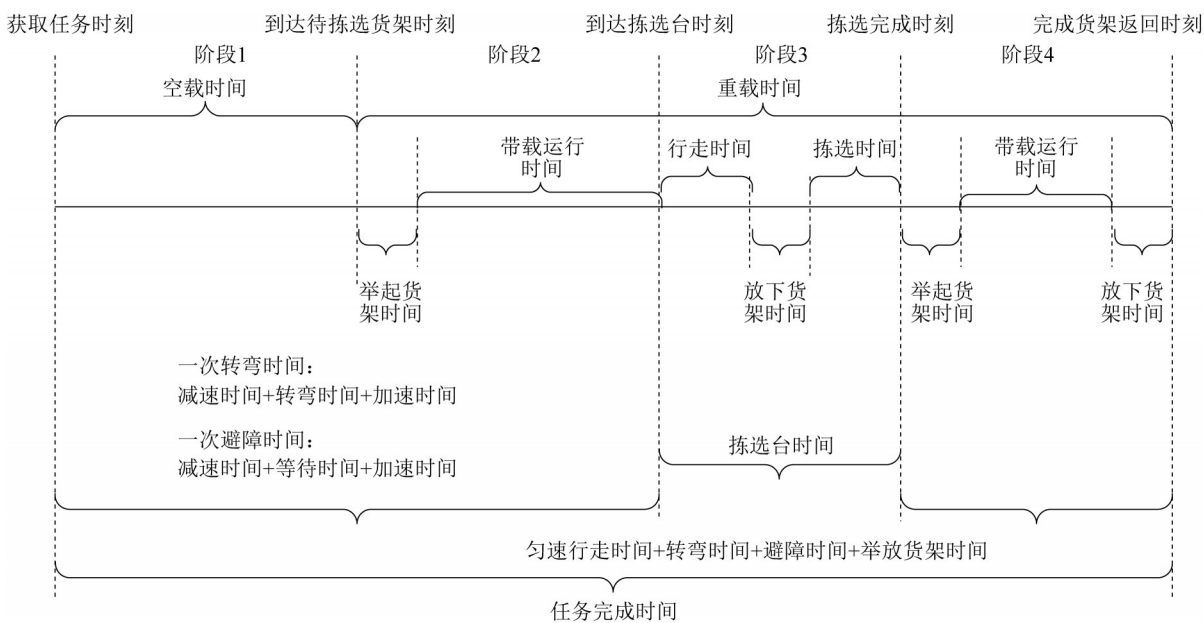 获取任务时刻 到达待拣选货架时刻 到达拣选台时刻 拣选完成时刻 完成货架返回时刻
阶段1 阶段2 阶段3 阶段4
空载时间 重载时间
带载运行
时间
行走时间
拣选时间
带载运行
时间
举起货
架时间
放下货
架时间
举起货
架时间
放下货
架时间
一次转弯时间：
减速时间+转弯时间+加速时间
一次避障时间：
减速时间+等待时间+加速时间
拣选台时间
匀速行走时间+转弯时间+避障时间+举放货架时间
任务完成时间